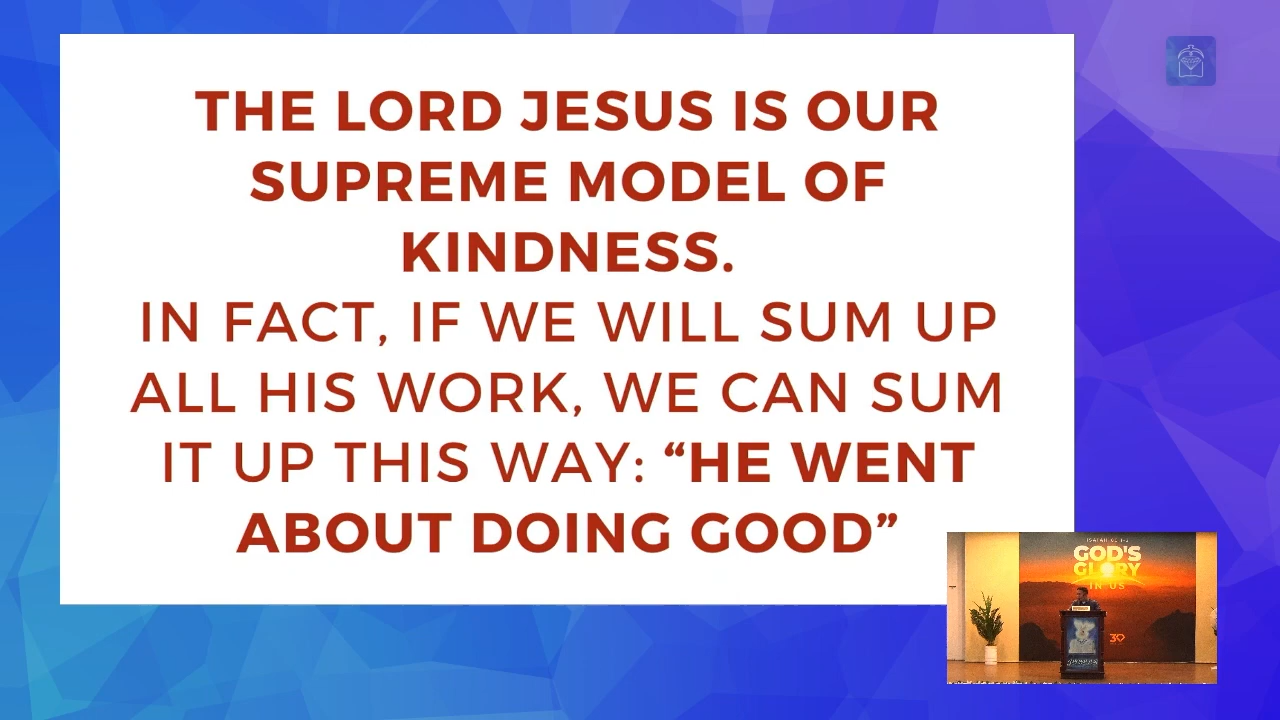 THE LORD JESUS IS OUR
SUPREME MODEL OF
KINDNESS.
IN FACT, IF WE WILL SUM UP
ALL HIS WORK, WE CAN SUM
IT UP THIS WAY: “HE WENT
ABOUT DOING GOOD”
GOD'S
GLORY
IN US
30